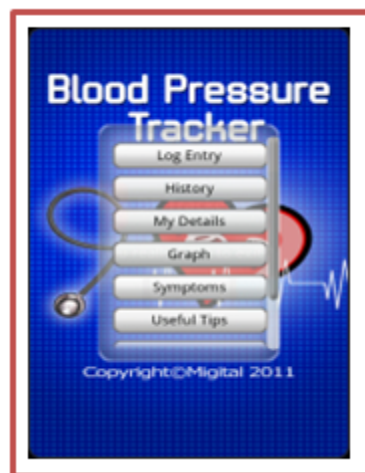 Blood Pressure
Tracker
Log Entry
History
My Details
Graph
Symptoms
Useful Tips
Copyright©Migital 2011